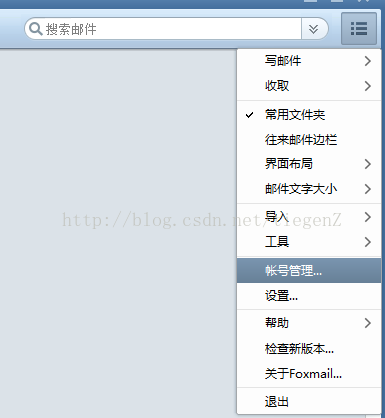 搜索邮件
写邮件
收取
常用文件夹
往来邮件边栏
界面布局
邮件文字大小
http://blog.csdn.net/tiegenZ
导入
工具
帐号管理...
设置...
帮助
检查新版本...
关于Foxmail...
退出